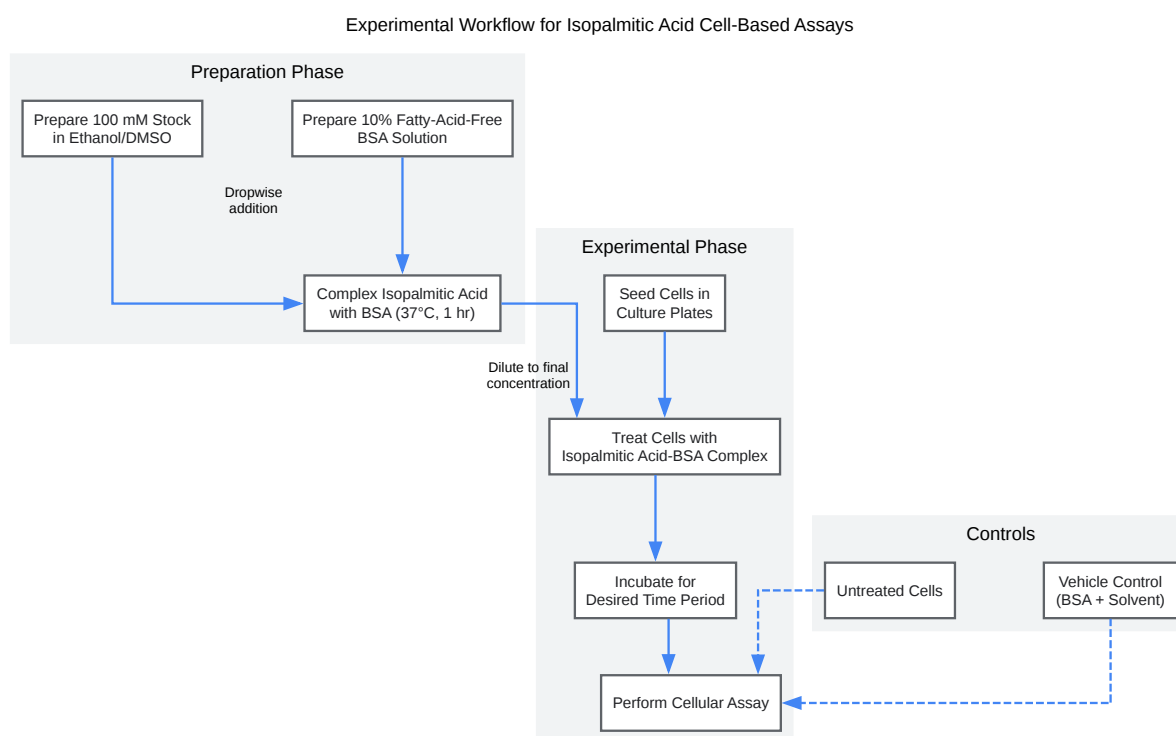 Experimental Workflow for Isopalmitic Acid Cell-Based Assays
Preparation Phase
Prepare 100 mM Stock
in Ethanol/DMSO
Prepare 10% Fatty-Acid-Free
BSA Solution
Dropwise
addition
Complex Isopalmitic Acid
with BSA (37°C, 1 hr)
Experimental Phase
Seed Cells in
Culture Plates
Dilute to final
concentration
Treat Cells with
Isopalmitic Acid-BSA Complex
Incubate for
Desired Time Period
Perform Cellular Assay
Controls
Untreated Cells
Vehicle Control
(BSA + Solvent)